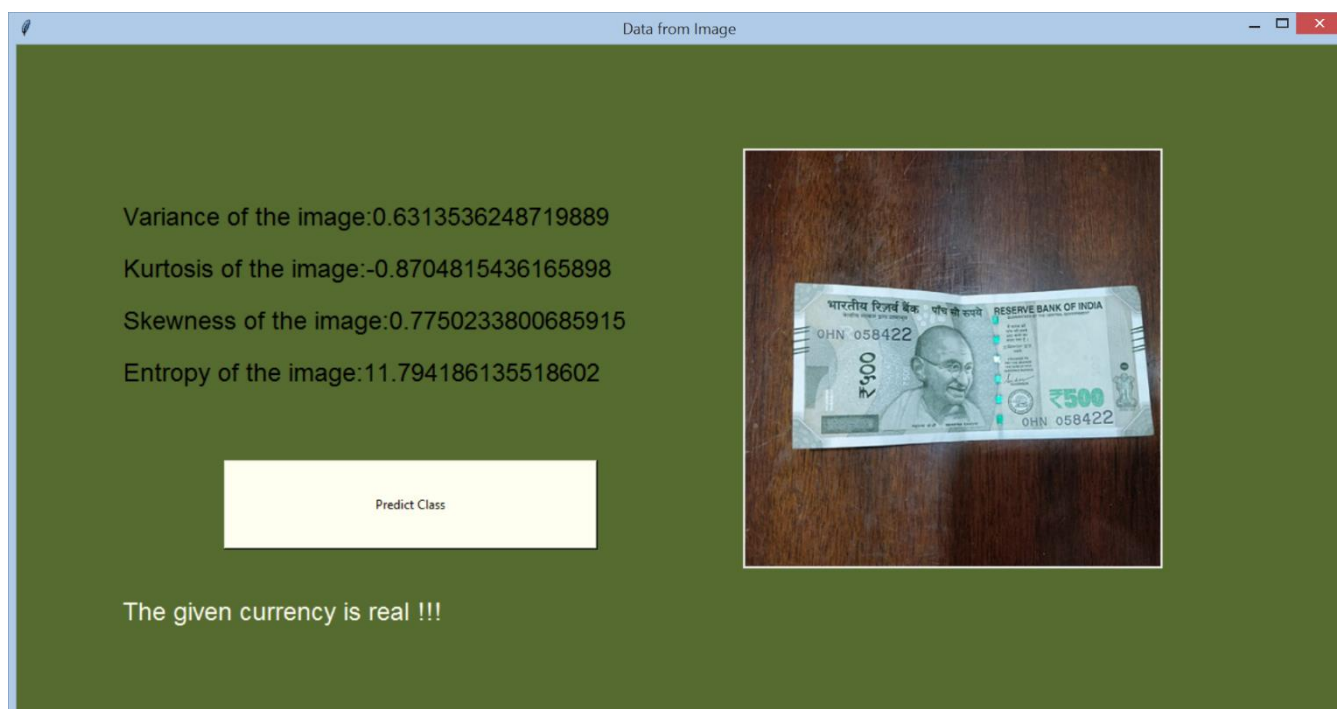 Data from Image
Variance of the image:0.6313536248719889
Kurtosis of the image:-0.8704815436165898
Skewness of the image:0.7750233800685915
Entropy of the image:11.794186135518602
Predict Class
The given currency is real !!!
भारतीय रिज़र्व बैंक पाँच सौ रूपये RESERVE BANK OF INDIA
0HN 058422
₹500
₹500
0HN 058422